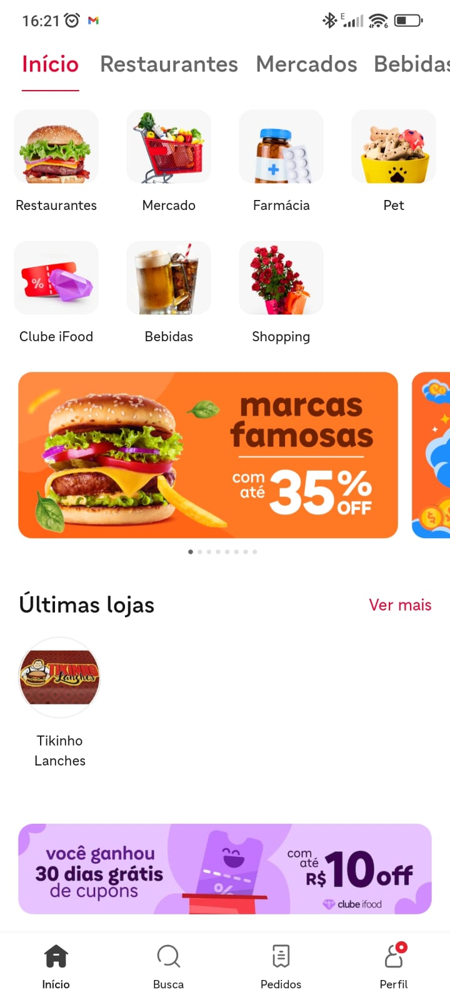 16:21
E
6
Início Restaurantes Mercados Bebidas
Restaurantes Mercado Farmácia Pet
%
Clube iFood Bebidas Shopping
marcas
famosas
com
até 35%
OFF
Últimas lojas Ver mais
TIKINHO
Lanches
Tikinho
Lanches
você ganhou
30 dias grátis
de cupons
%
com
até
R$10off
clube ifood
Início Busca Pedidos Perfil